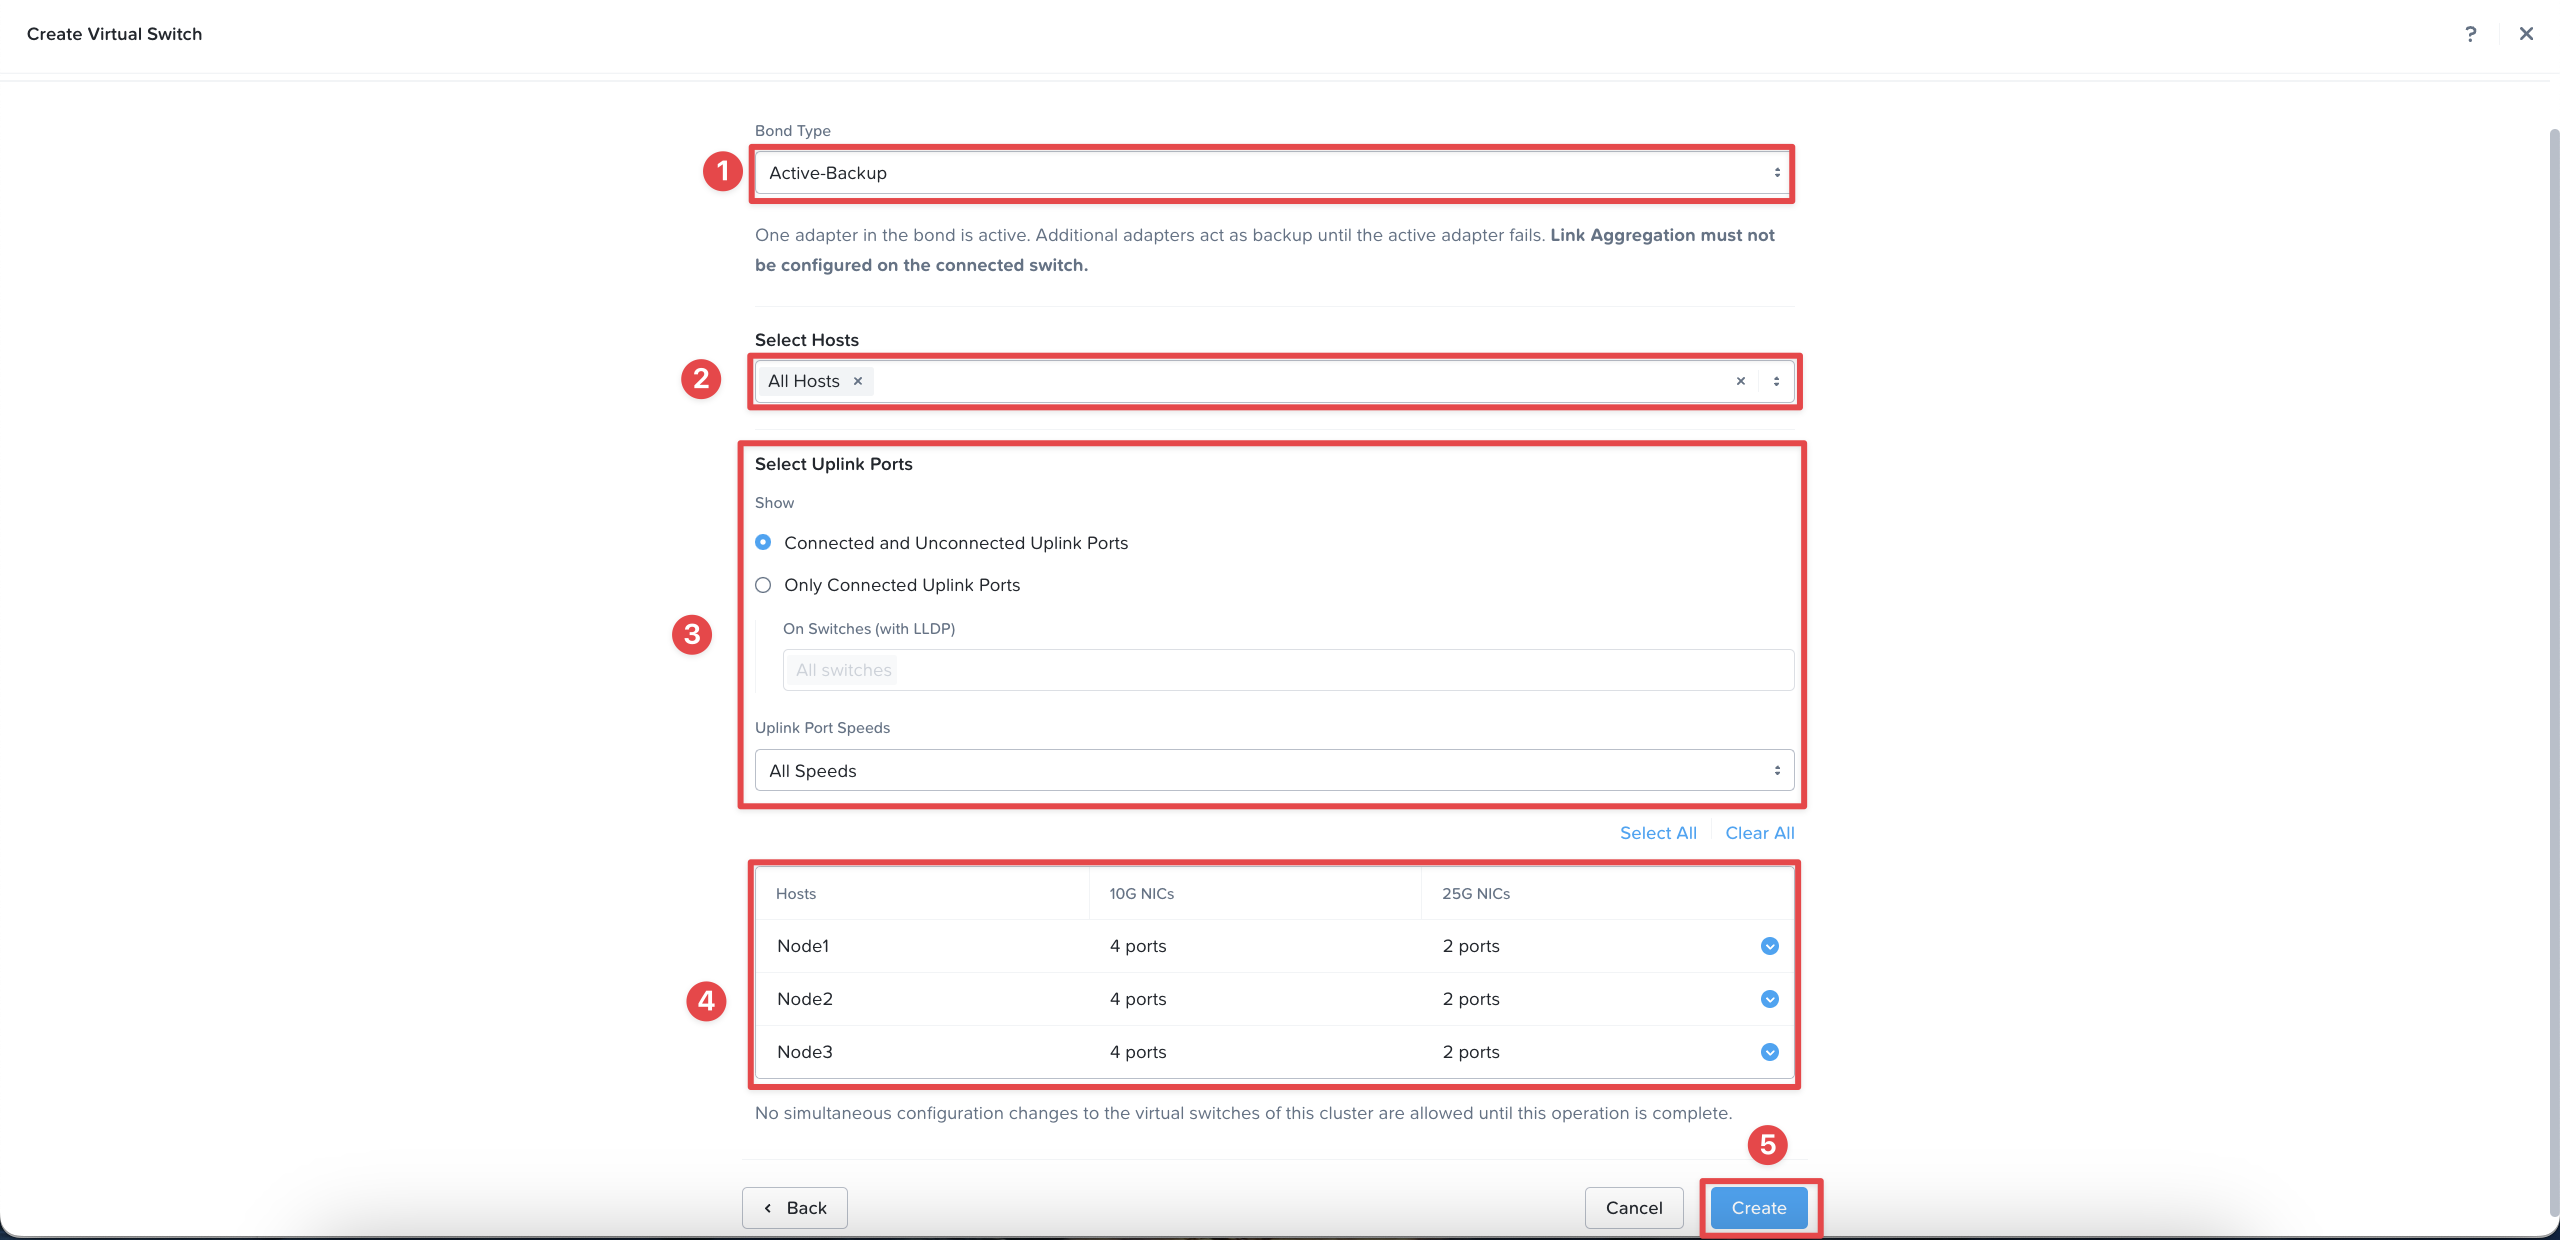 Create Virtual Switch
?
Bond Type
1
Active-Backup
One adapter in the bond is active. Additional adapters act as backup until the active adapter fails. Link Aggregation must not
be configured on the connected switch.
Select Hosts
2
All Hosts
Select Uplink Ports
Show
Connected and Unconnected Uplink Ports
Only Connected Uplink Ports
3
On Switches (with LLDP)
All switches
Uplink Port Speeds
All Speeds
Select All
Clear All
Hosts 10G NICs 25G NICs
Node1 4 ports 2 ports
Node2 4 ports 2 ports
4
Node3 4 ports 2 ports
No simultaneous configuration changes to the virtual switches of this cluster are allowed until this operation is complete.
5
Back
Cancel
Create